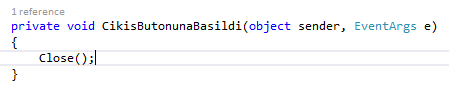 1 reference
private void CikisButonunaBasildi(object sender, EventArgs e)
{
    Close();
}